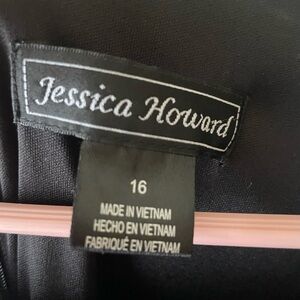 Jessica Howard
16
MADE IN VIETNAM
HECHO EN VIETNAM
FABRIQUÉ EN VIETNAM